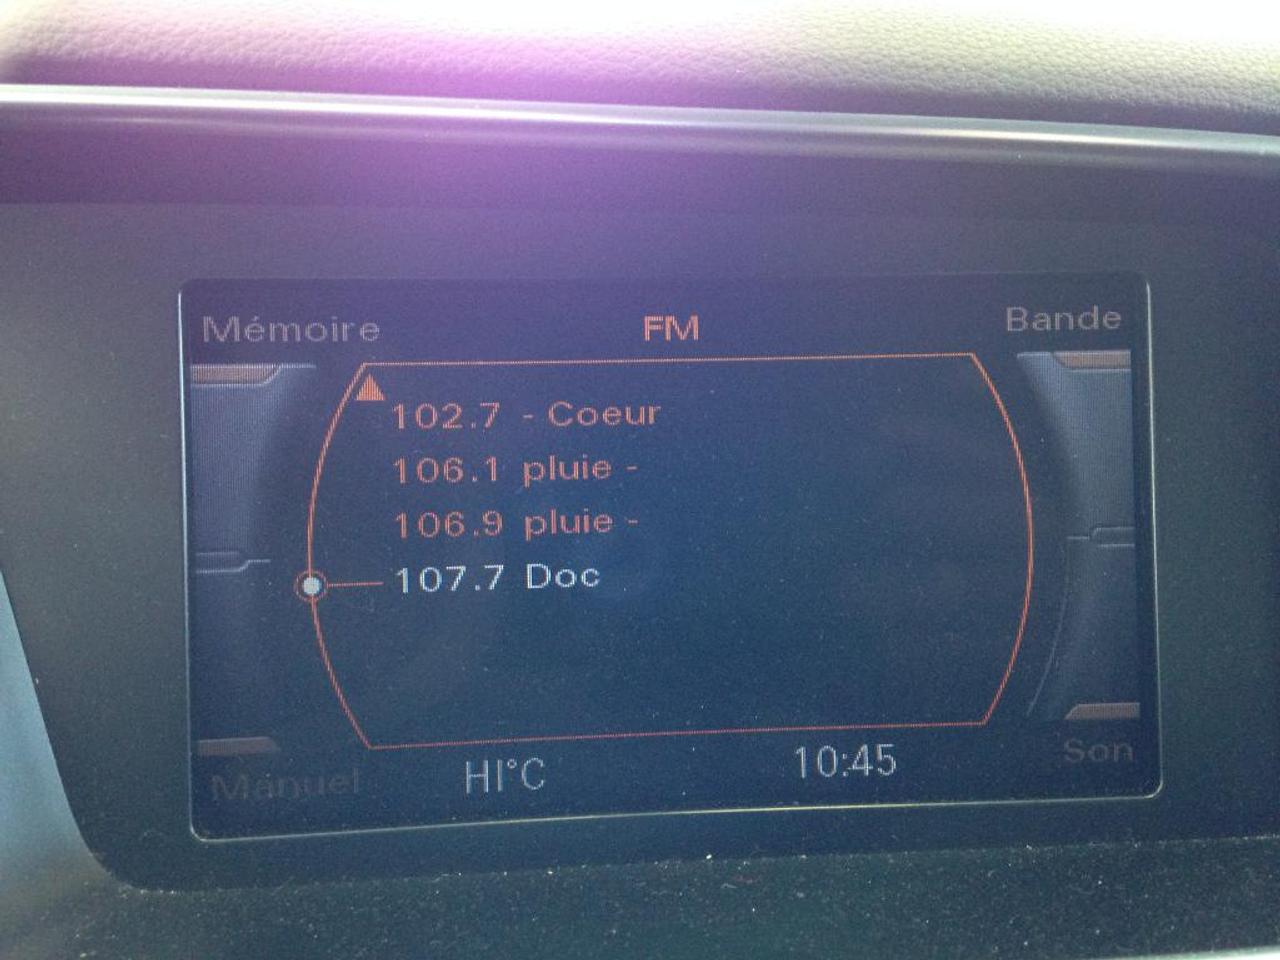 Mémoire FM Bande
102.7 - Coeur
106.1 pluie -
106.9 pluie -
107.7 Doc
Manuel HI°C 10:45 Son